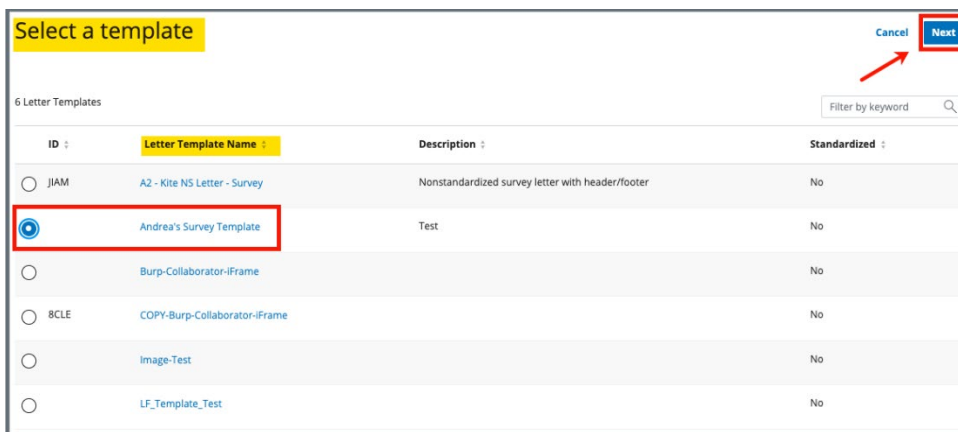 Select a template
Cancel Next
6 Letter Templates
Filter by keyword
ID Letter Template Name Description Standardized
JIAM A2 - Kite NS Letter - Survey Nonstandardized survey letter with header/footer No
Andrea's Survey Template Test No
Burp-Collaborator-iFrame No
8CLE COPY-Burp-Collaborator-iFrame No
Image-Test No
LF_Template_Test No